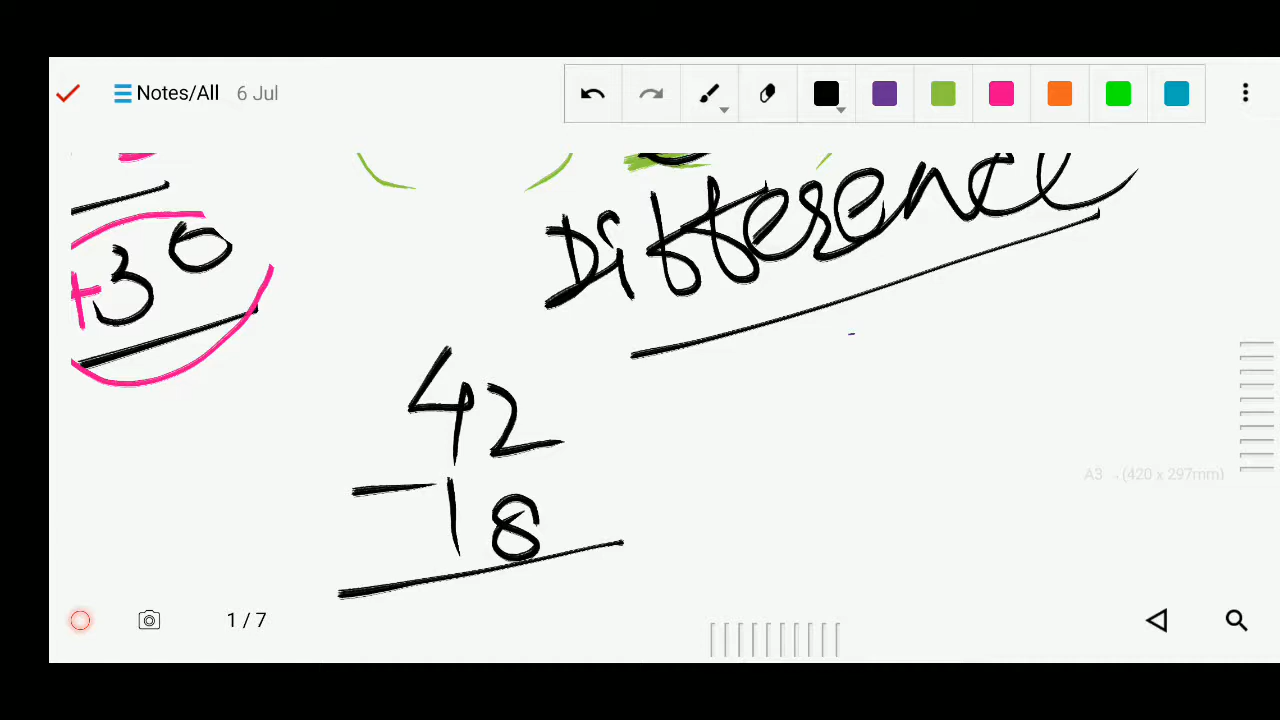 Notes/All 6 Jul
Difference
+30
42
-18
A3 (420 x 297mm)
1 / 7